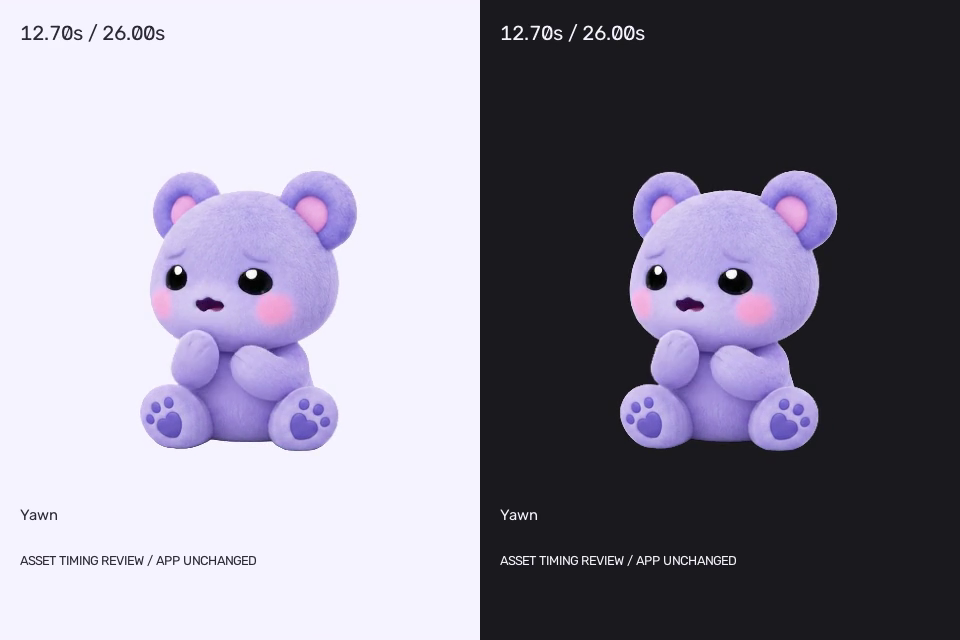 12.70s / 26.00s
Yawn
ASSET TIMING REVIEW / APP UNCHANGED
12.70s / 26.00s
Yawn
ASSET TIMING REVIEW / APP UNCHANGED